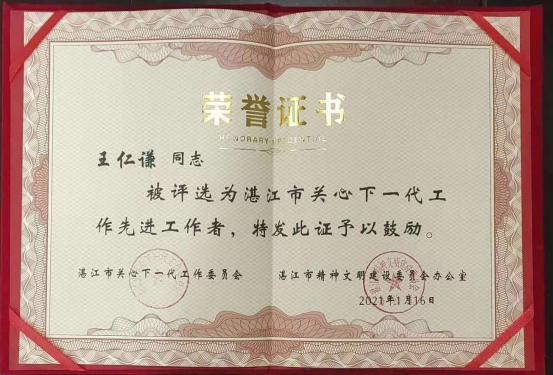 荣誉证书
HONORARY CREDENTIAL
王仁谦 同志
被评选为湛江市关心下一代工
作先进工作者，特发此证予以鼓励。
湛江市关心下一代工作委员会 湛江市精神文明建设委员会办公室
2021年1月16日